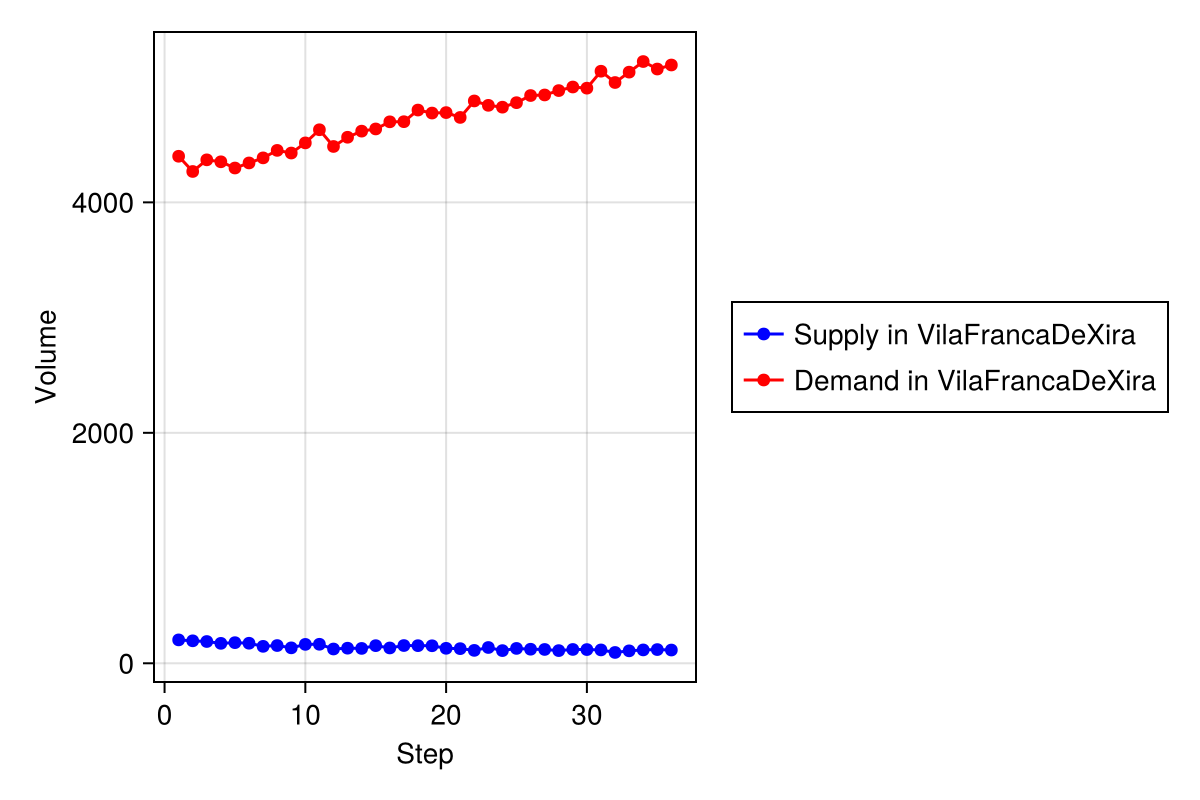 Volume
4000
2000
0
0 10 20 30
Step
Supply in VilaFrancaDeXira
Demand in VilaFrancaDeXira